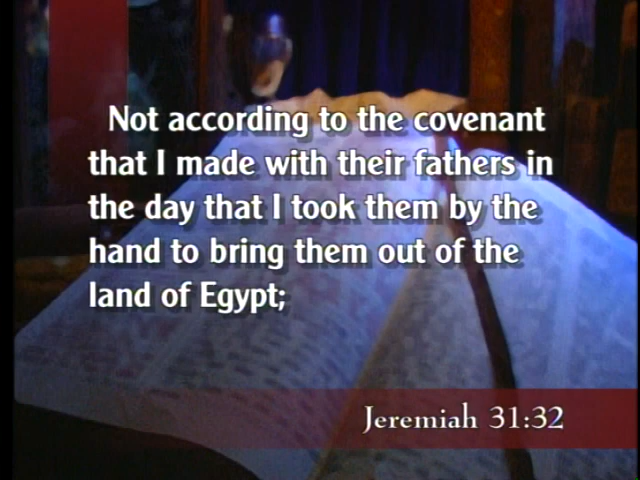 Not according to the covenant
that I made with their fathers in
the day that I took them by the
hand to bring them out of the
land of Egypt;
Jeremiah 31:32